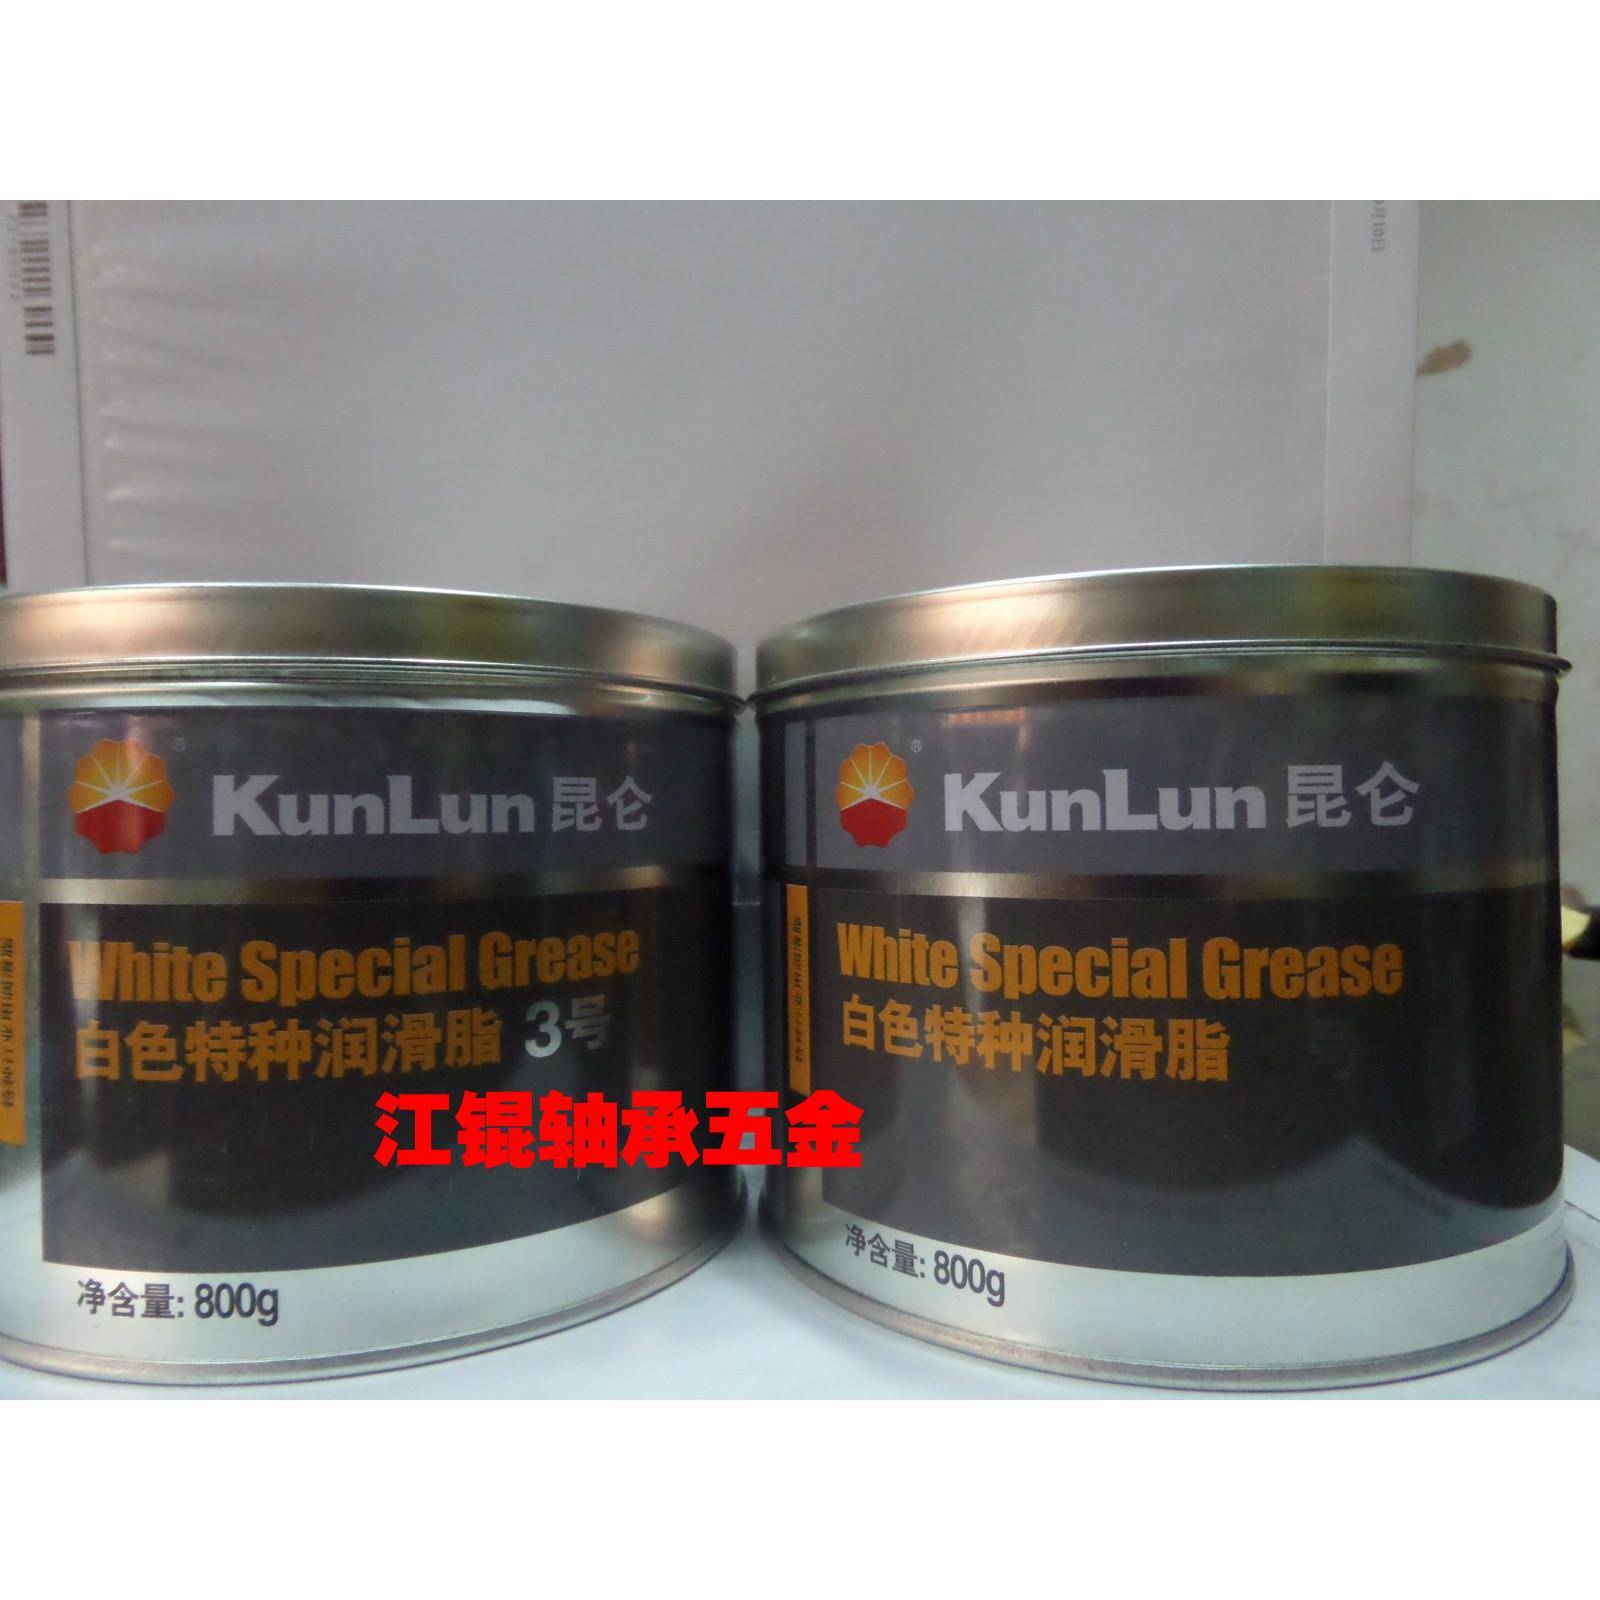 KunLun 昆仑
White Special Grease
白色特种润滑脂 3号
净含量: 800g
KunLun 昆仑
White Special Grease
白色特种润滑脂 号
净含量: 800g
江锟轴承五金